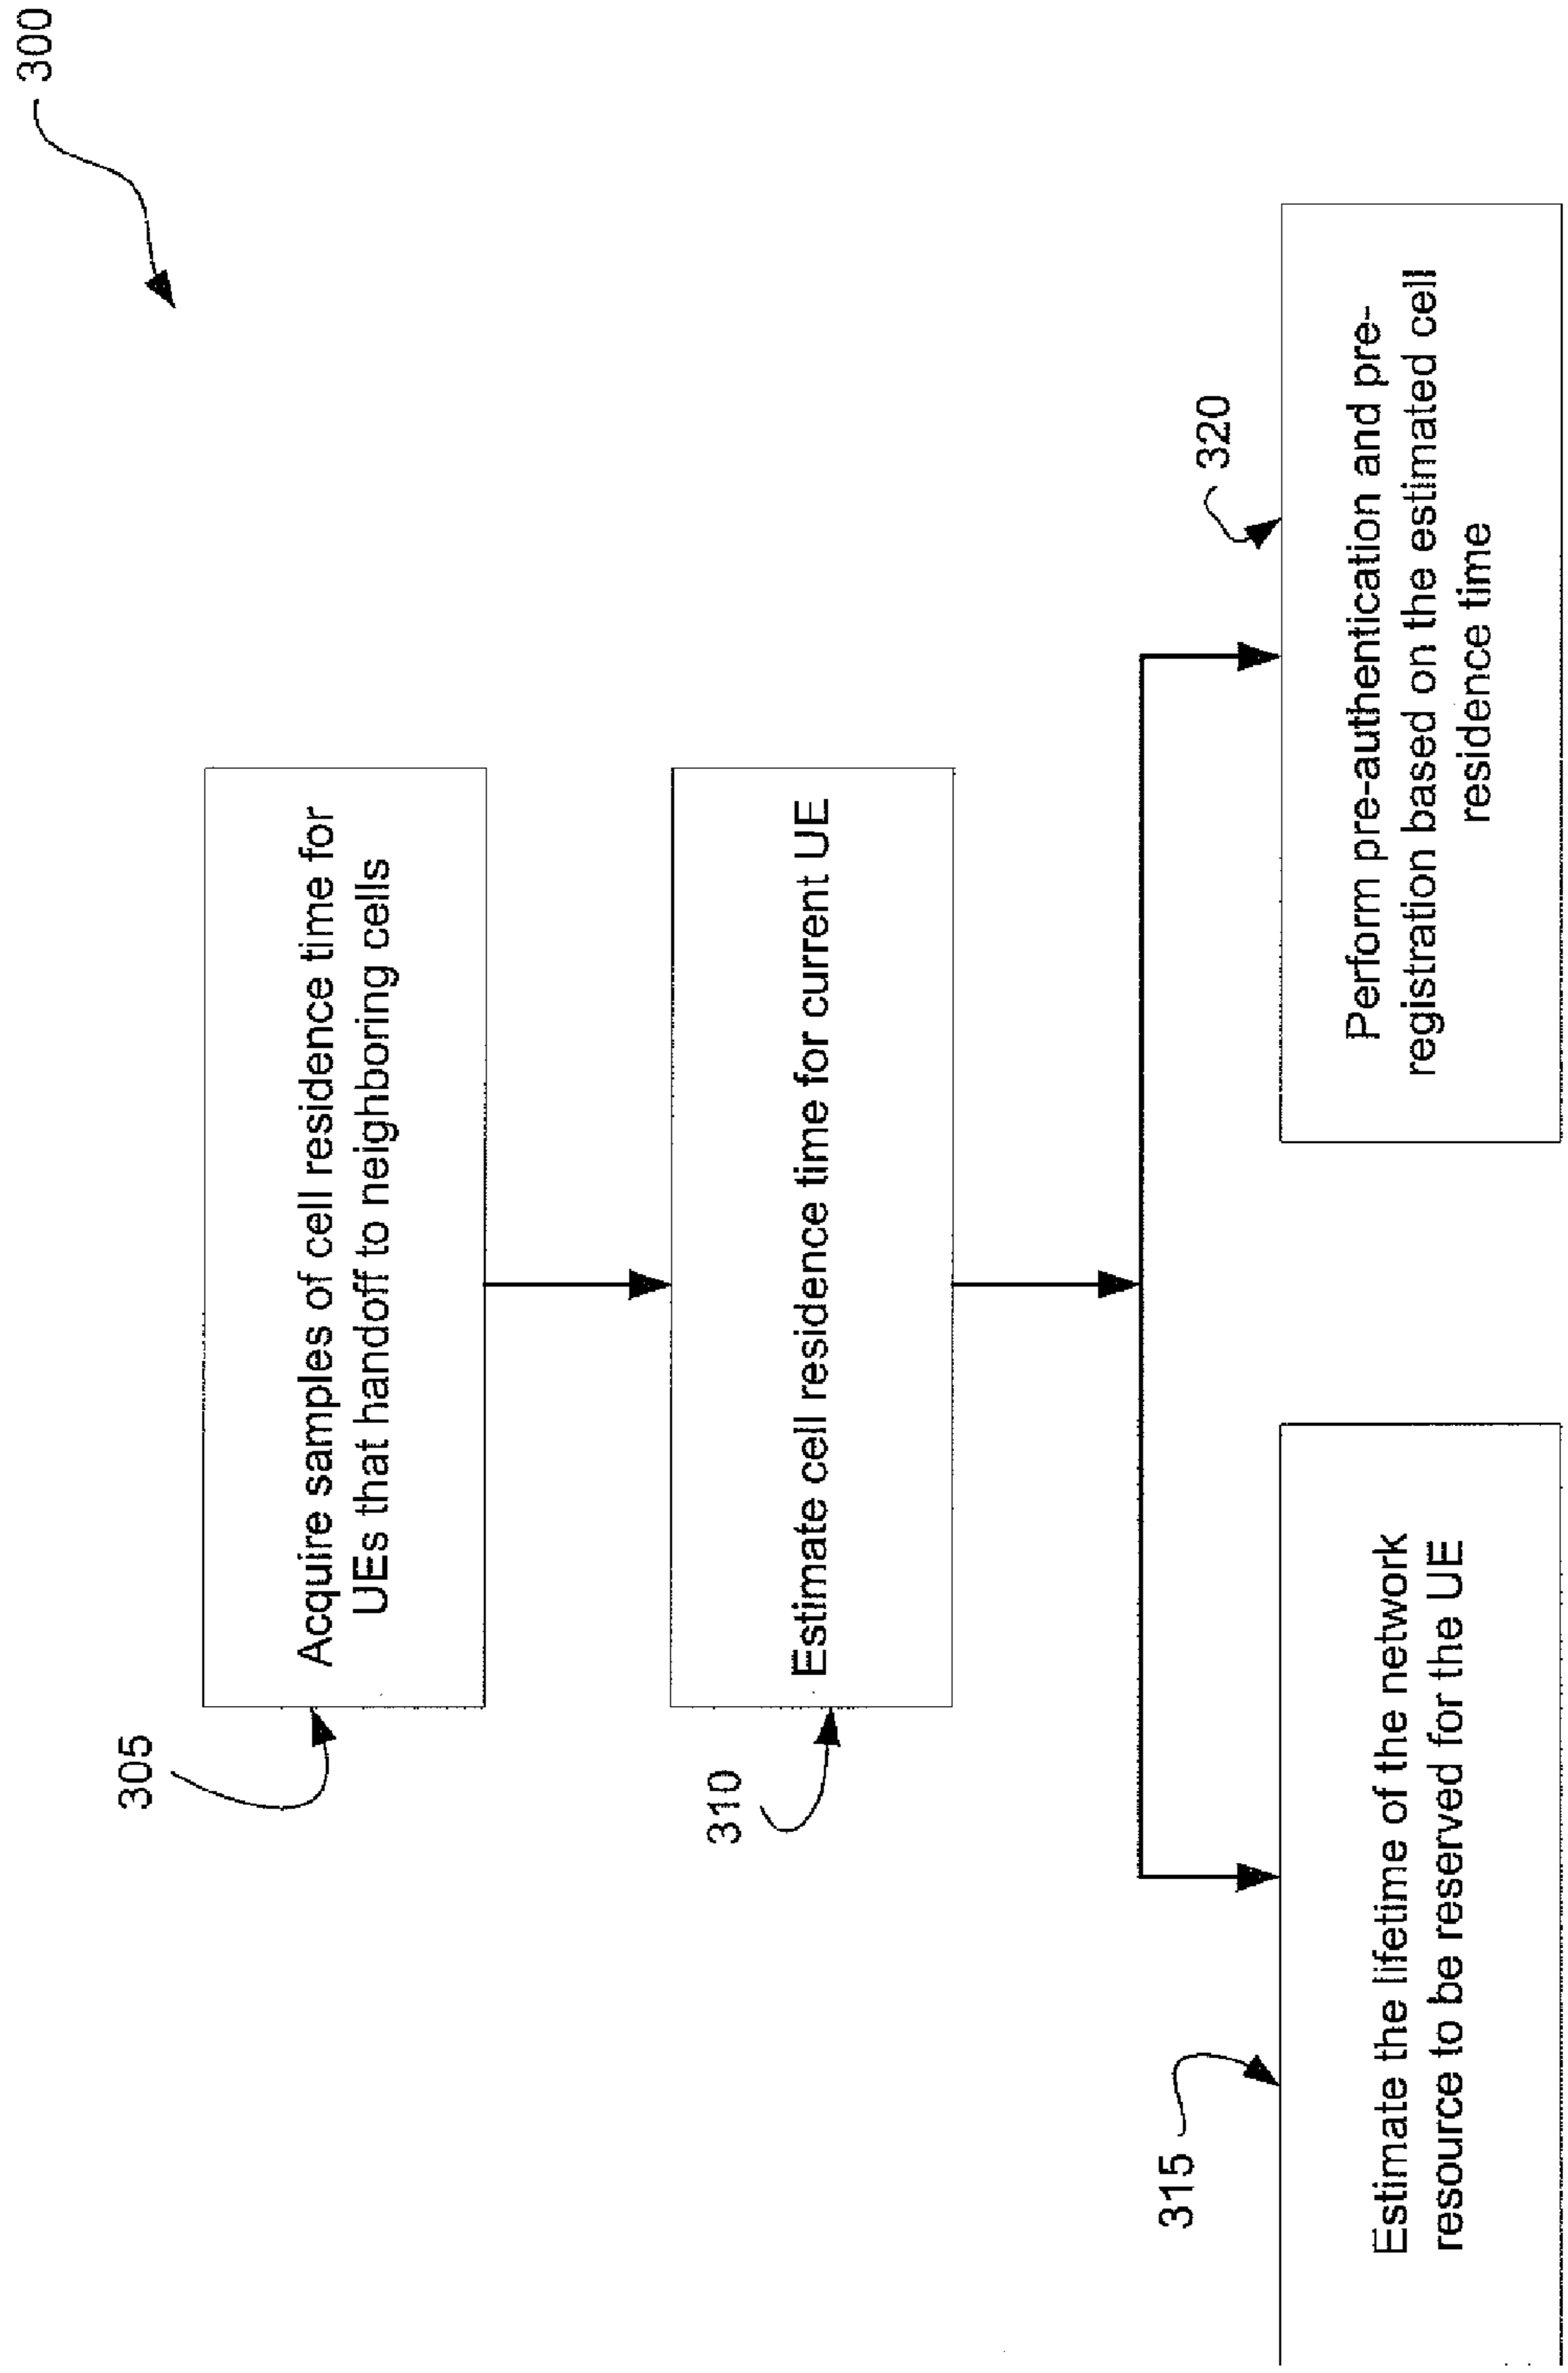 300
305
Acquire samples of cell residence time for
UEs that handoff to neighboring cells
310
Estimate cell residence time for current UE
315
Estimate the lifetime of the network
resource to be reserved for the UE
320
Perform pre-authentication and pre-
registration based on the estimated cell
residence time